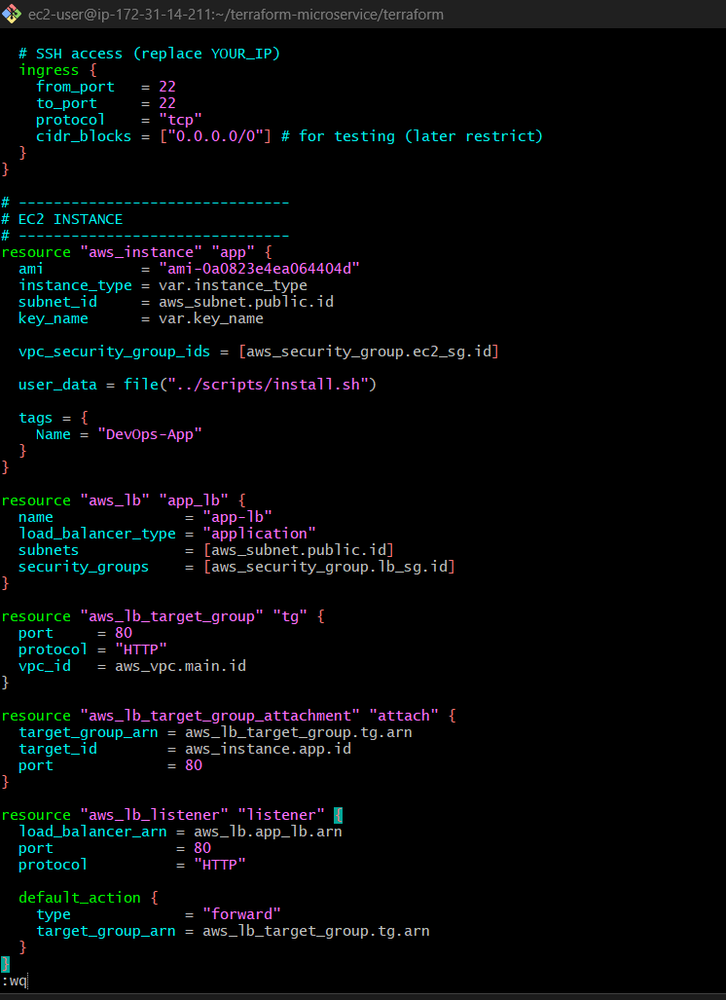 ec2-user@ip-172-31-14-211:~/terraform-microservice/terraform
  # SSH access (replace YOUR_IP)
  ingress {
    from_port   = 22
    to_port     = 22
    protocol    = "tcp"
    cidr_blocks = ["0.0.0.0/0"] # for testing (later restrict)
  }
}

# -------------------------------
# EC2 INSTANCE
# -------------------------------
resource "aws_instance" "app" {
  ami           = "ami-0a0823e4ea064404d"
  instance_type = var.instance_type
  subnet_id     = aws_subnet.public.id
  key_name      = var.key_name

  vpc_security_group_ids = [aws_security_group.ec2_sg.id]

  user_data = file("../scripts/install.sh")

  tags = {
    Name = "DevOps-App"
  }
}

resource "aws_lb" "app_lb" {
  name               = "app-lb"
  load_balancer_type = "application"
  subnets            = [aws_subnet.public.id]
  security_groups    = [aws_security_group.lb_sg.id]
}

resource "aws_lb_target_group" "tg" {
  port     = 80
  protocol = "HTTP"
  vpc_id   = aws_vpc.main.id
}

resource "aws_lb_target_group_attachment" "attach" {
  target_group_arn = aws_lb_target_group.tg.arn
  target_id        = aws_instance.app.id
  port             = 80
}

resource "aws_lb_listener" "listener" {
  load_balancer_arn = aws_lb.app_lb.arn
  port              = 80
  protocol          = "HTTP"

  default_action {
    type             = "forward"
    target_group_arn = aws_lb_target_group.tg.arn
  }
}
:wq